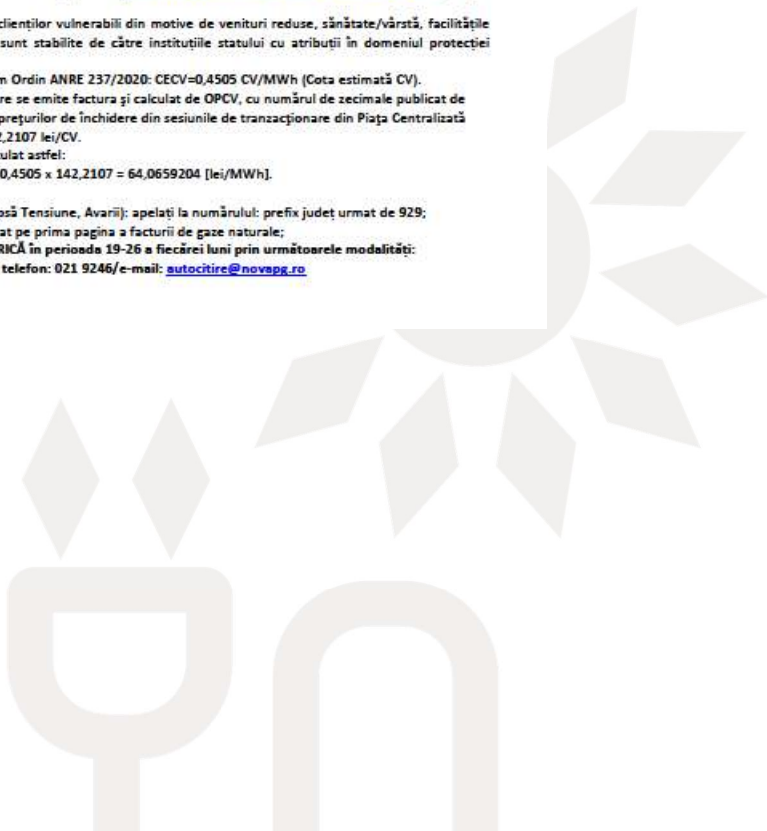 clienților vulnerabili din motive de venituri reduse, sănătate/vârstă, facilitățile
sunt stabilite de către instituțiile statului cu atribuții în domeniul protecției
Ordin ANRE 237/2020: CECV=0,4505 CV/MWh (Cota estimată CV).
re se emite factura și calculat de OPCV, cu numărul de zecimale publicat de
prețurilor de închidere din sesiunile de tranzacționare din Piața Centralizată
2,2107 lei/CV.
ulat astfel:
0,4505 x 142,2107 = 64,0659204 [lei/MWh].
osă Tensiune, Avarii): apelați la numărulul: prefix județ urmat de 929;
at pe prima pagina a facturii de gaze naturale;
RICĂ în perioada 19-26 a fiecărei luni prin următoarele modalități:
telefon: 021 9246/e-mail: autocitire@novapg.ro